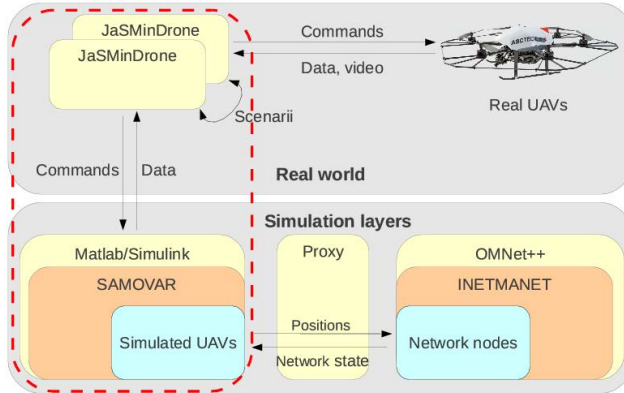 JaSMinDrone
JaSMinDrone
Commands
Data, video
Real UAVs
Scenarii
Commands
Data
Real world
Simulation layers
Matlab/Simulink
Proxy
OMNet++
SAMOVAR
INETMANET
Simulated UAVs
Positions
Network state
Network nodes